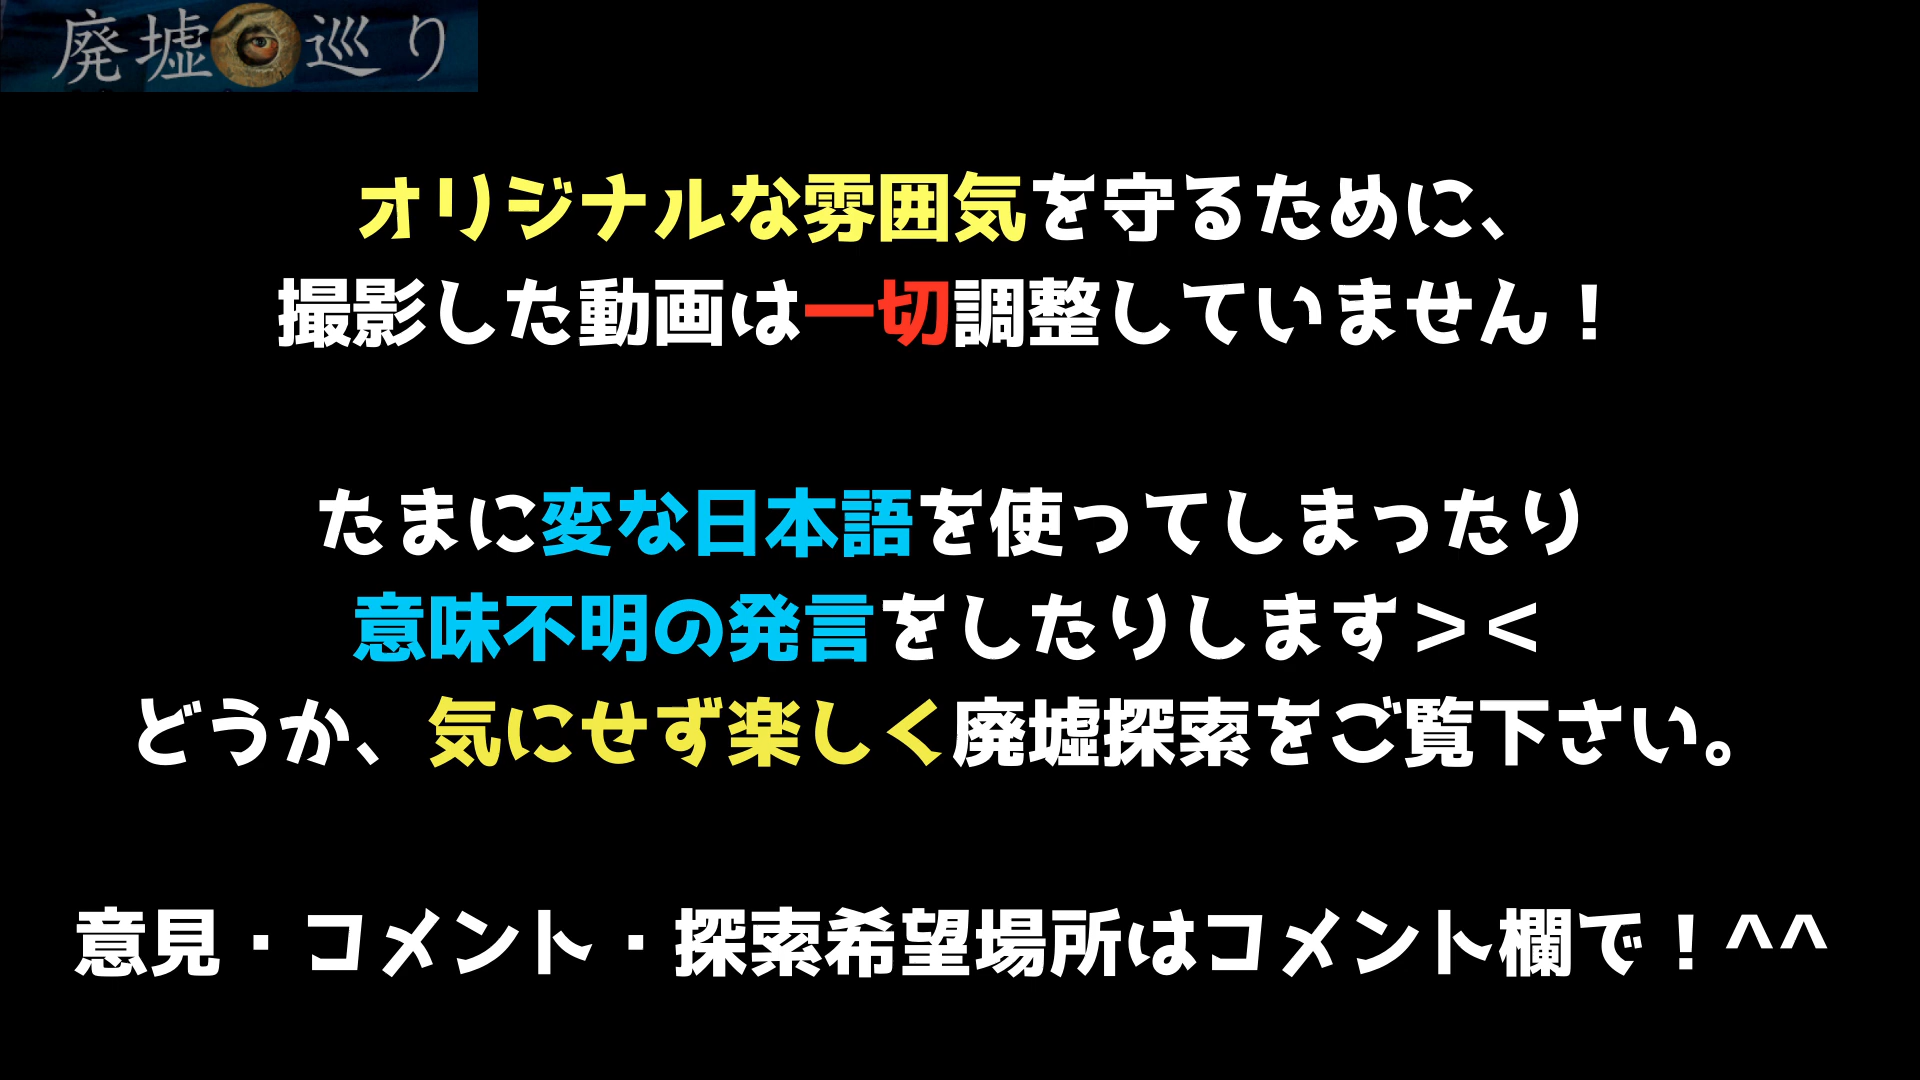 廃墟巡り
オリジナルな雰囲気を守るために、
撮影した動画は一切調整していません！
たまに変な日本語を使ってしまったり
意味不明の発言をしたりします＞＜
どうか、気にせず楽しく廃墟探索をご覧下さい。
意見・コメント・探索希望場所はコメント欄で！^^